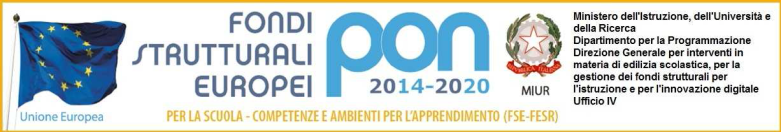 FONDI
STRUTTURALI
EUROPEI
pon
2014-2020
Unione Europea
MIUR
PER LA SCUOLA - COMPETENZE E AMBIENTI PER L'APPRENDIMENTO (FSE-FESR)
Ministero dell'Istruzione, dell'Università e
della Ricerca
Dipartimento per la Programmazione
Direzione Generale per interventi in
materia di edilizia scolastica, per la
gestione dei fondi strutturali per
l'istruzione e per l'innovazione digitale
Ufficio IV